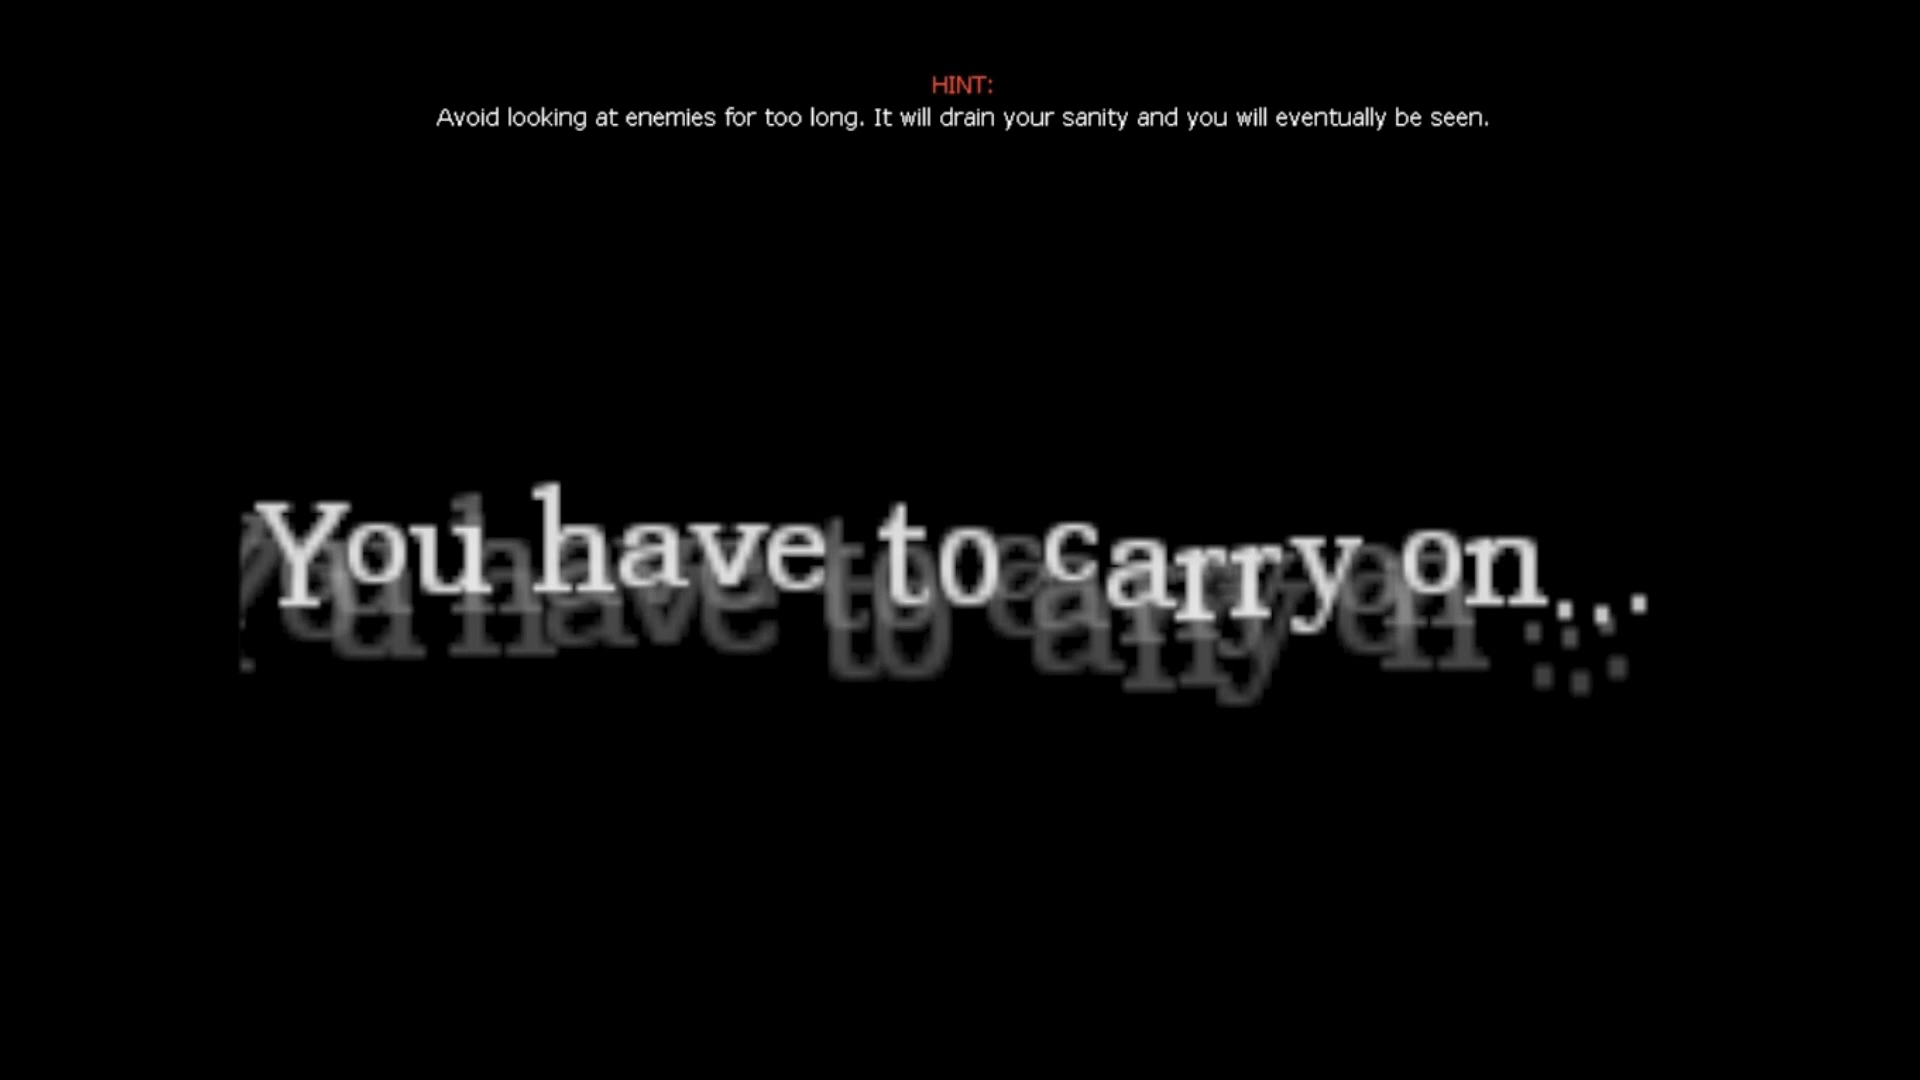 HINT:
Avoid looking at enemies for too long. It will drain your sanity and you will eventually be seen.
You have to carry on...